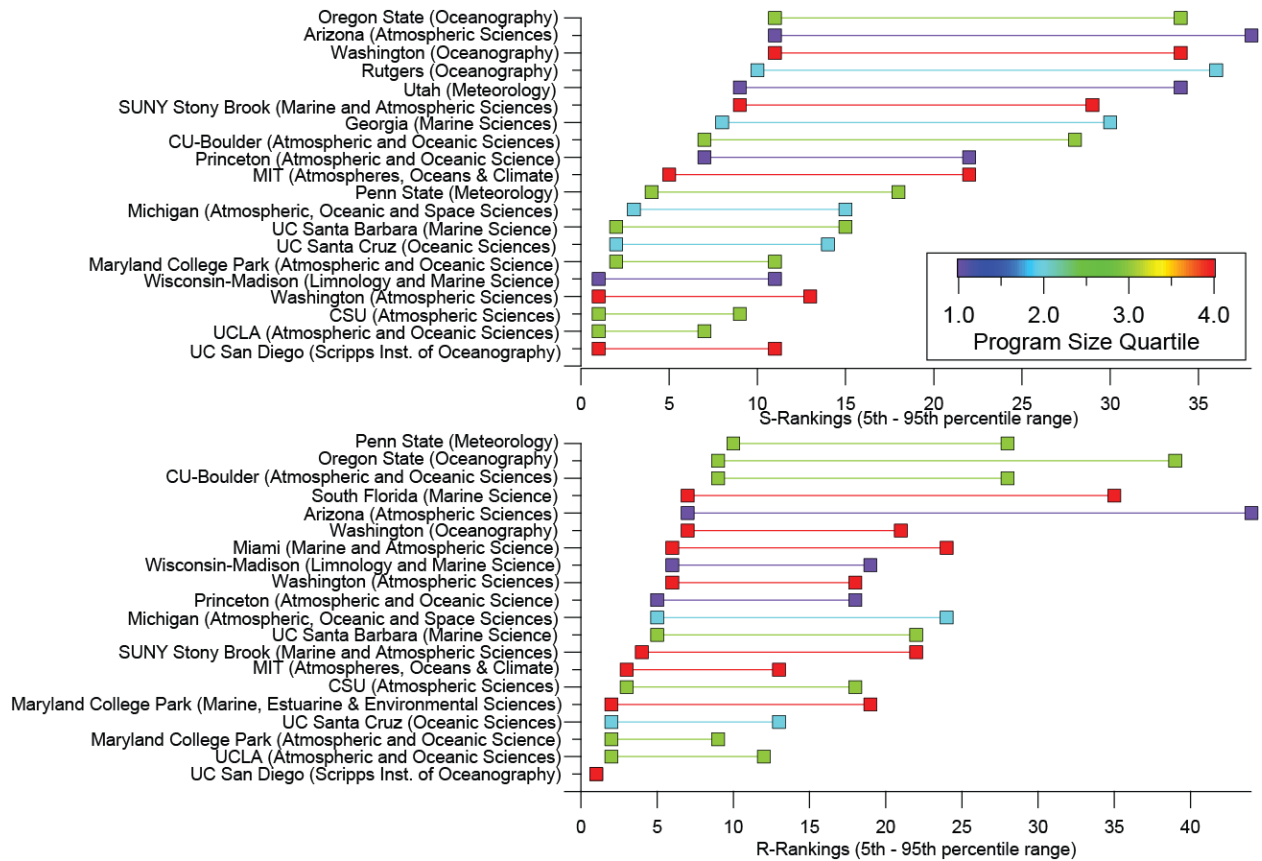 Oregon State (Oceanography)
Arizona (Atmospheric Sciences)
Washington (Oceanography)
Rutgers (Oceanography)
Utah (Meteorology)
SUNY Stony Brook (Marine and Atmospheric Sciences)
Georgia (Marine Sciences)
CU-Boulder (Atmospheric and Oceanic Sciences)
Princeton (Atmospheric and Oceanic Science)
MIT (Atmospheres, Oceans & Climate
Penn State (Meteorology)
Michigan (Atmospheric, Oceanic and Space Sciences)
UC Santa Barbara (Marine Science)
UC Santa Cruz (Oceanic Sciences)
Maryland College Park (Atmospheric and Oceanic Science)
Wisconsin-Madison (Limnology and Marine Science)
Washington (Atmospheric Sciences)
CSU (Atmospheric Sciences)
UCLA (Atmospheric and Oceanic Sciences)
UC San Diego (Scripps Inst. of Oceanography)
1.0 2.0 3.0 4.0
Program Size Quartile
0 5 10 15 20 25 30 35
S-Rankings (5th - 95th percentile range)
Penn State (Meteorology)
Oregon State (Oceanography)
CU-Boulder (Atmospheric and Oceanic Sciences)
South Florida (Marine Science)
Arizona (Atmospheric Sciences)
Washington (Oceanography)
Miami (Marine and Atmospheric Science)
Wisconsin-Madison (Limnology and Marine Science)
Washington (Atmospheric Sciences)
Princeton (Atmospheric and Oceanic Science)
Michigan (Atmospheric, Oceanic and Space Sciences)
UC Santa Barbara (Marine Science)
SUNY Stony Brook (Marine and Atmospheric Sciences)
MIT (Atmospheres, Oceans & Climate
CSU (Atmospheric Sciences)
Maryland College Park (Marine, Estuarine & Environmental Sciences)
UC Santa Cruz (Oceanic Sciences)
Maryland College Park (Atmospheric and Oceanic Science)
UCLA (Atmospheric and Oceanic Sciences)
UC San Diego (Scripps Inst. of Oceanography)
0 5 10 15 20 25 30 35 40
R-Rankings (5th - 95th percentile range)